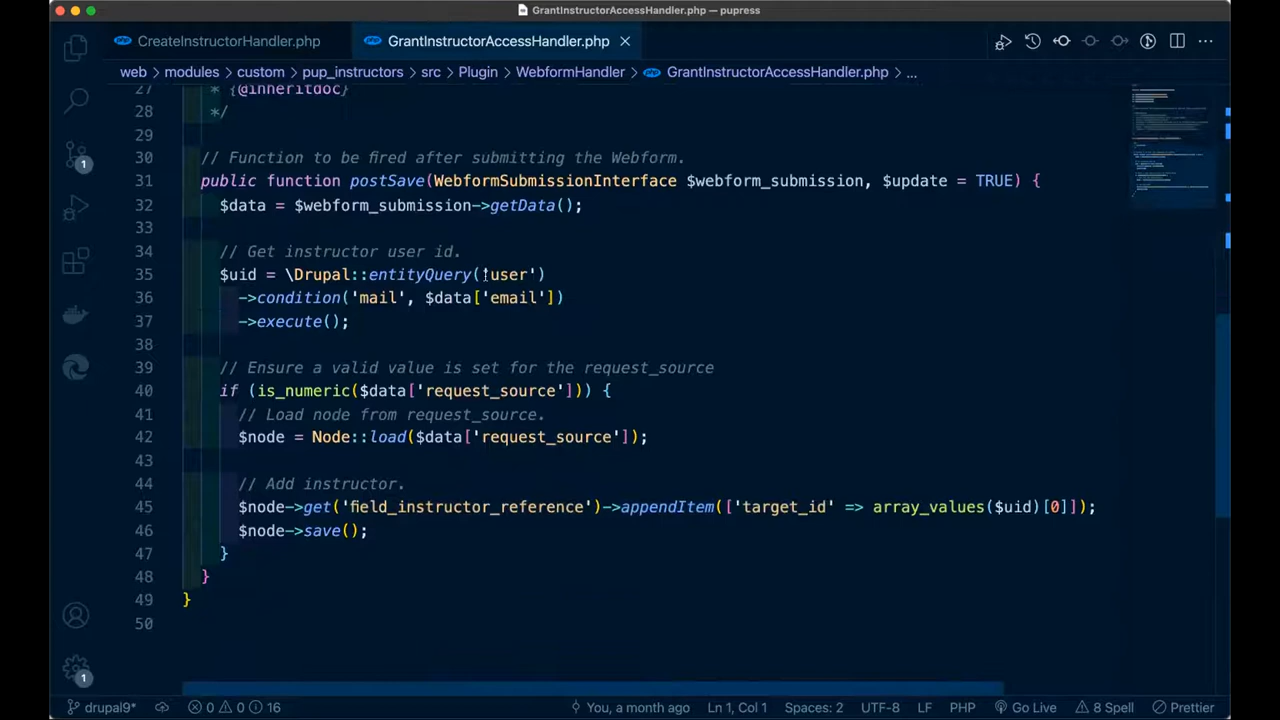 GrantInstructorAccessHandler.php — pupress
CreateInstructorHandler.php
GrantInstructorAccessHandler.php
web > modules > custom > pup_instructors > src > Plugin > WebformHandler > GrantInstructorAccessHandler.php > ...
27 * {@inheritdoc}
28 */
29
30 // Function to be fired after submitting the Webform.
31 public function postSave(WebformSubmissionInterface $webform_submission, $update = TRUE) {
32 $data = $webform_submission->getData();
33
34 // Get instructor user id.
35 $uid = \Drupal::entityQuery('user')
36 ->condition('mail', $data['email'])
37 ->execute();
38
39 // Ensure a valid value is set for the request_source
40 if (is_numeric($data['request_source'])) {
41 // Load node from request_source.
42 $node = Node::load($data['request_source']);
43
44 // Add instructor.
45 $node->get('field_instructor_reference')->appendItem(['target_id' => array_values($uid)[0]]);
46 $node->save();
47 }
48 }
49 }
50
1
1
drupal9* 0 0 16 You, a month ago Ln 1, Col 1 Spaces: 2 UTF-8 LF PHP Go Live 8 Spell Prettier